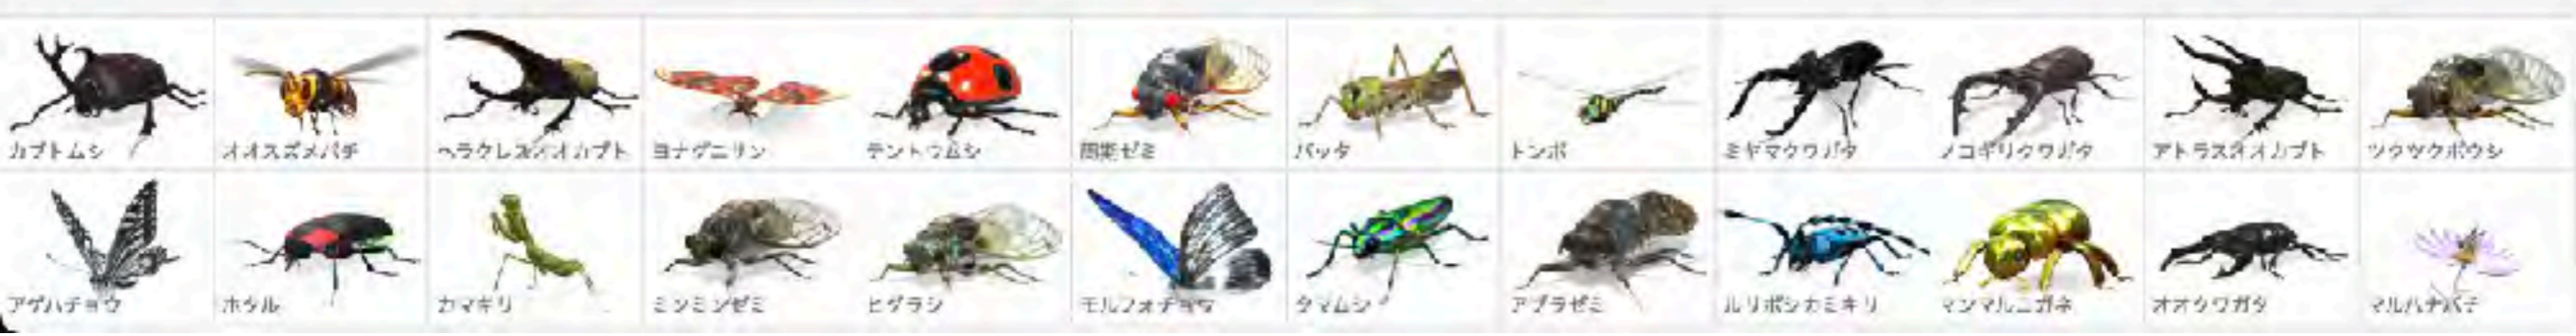 カブトムシ
オオスズメバチ
ヘラクレスオオカブト
ヨナグニサン
テントウムシ
周期ゼミ
バッタ
トンボ
ミヤマクワガタ
ノコギリクワガタ
アトラスオオカブト
ツクツクボウシ
アゲハチョウ
ホタル
カマキリ
ミンミンゼミ
ヒグラシ
モルフォチョウ
タマムシ
アブラゼミ
ルリボシカミキリ
マンマルコガネ
オオクワガタ
マルハナバチ